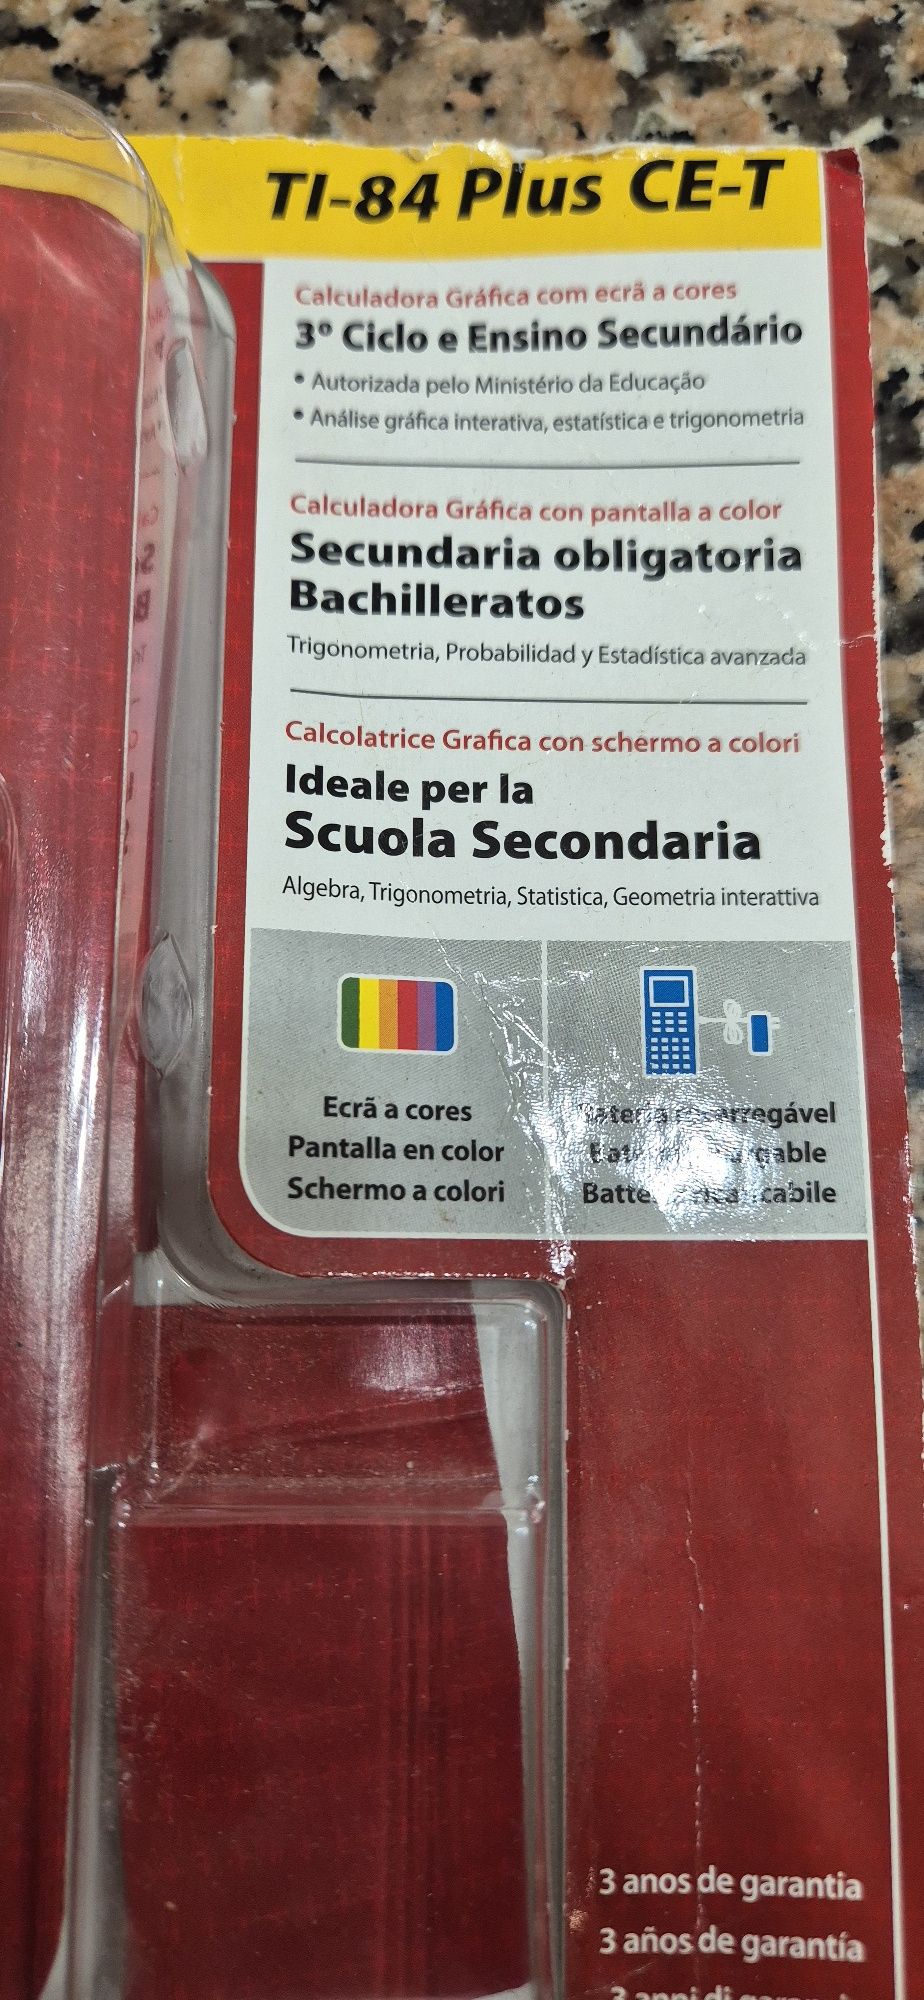 TI-84 Plus CE-T
Calculadora Gráfica com ecrã a cores
3º Ciclo e Ensino Secundário
• Autorizada pelo Ministério da Educação
• Análise gráfica interativa, estatística e trigonometria
Calculadora Gráfica con pantalla a color
Secundaria obligatoria
Bachilleratos
Trigonometria, Probabilidad y Estadística avanzada
Calcolatrice Grafica con schermo a colori
Ideale per la
Scuola Secondaria
Algebra, Trigonometria, Statistica, Geometria interattiva
Ecrã a cores
Pantalla en color
Schermo a colori
3 anos de garantia
3 años de garantía
3 anni di